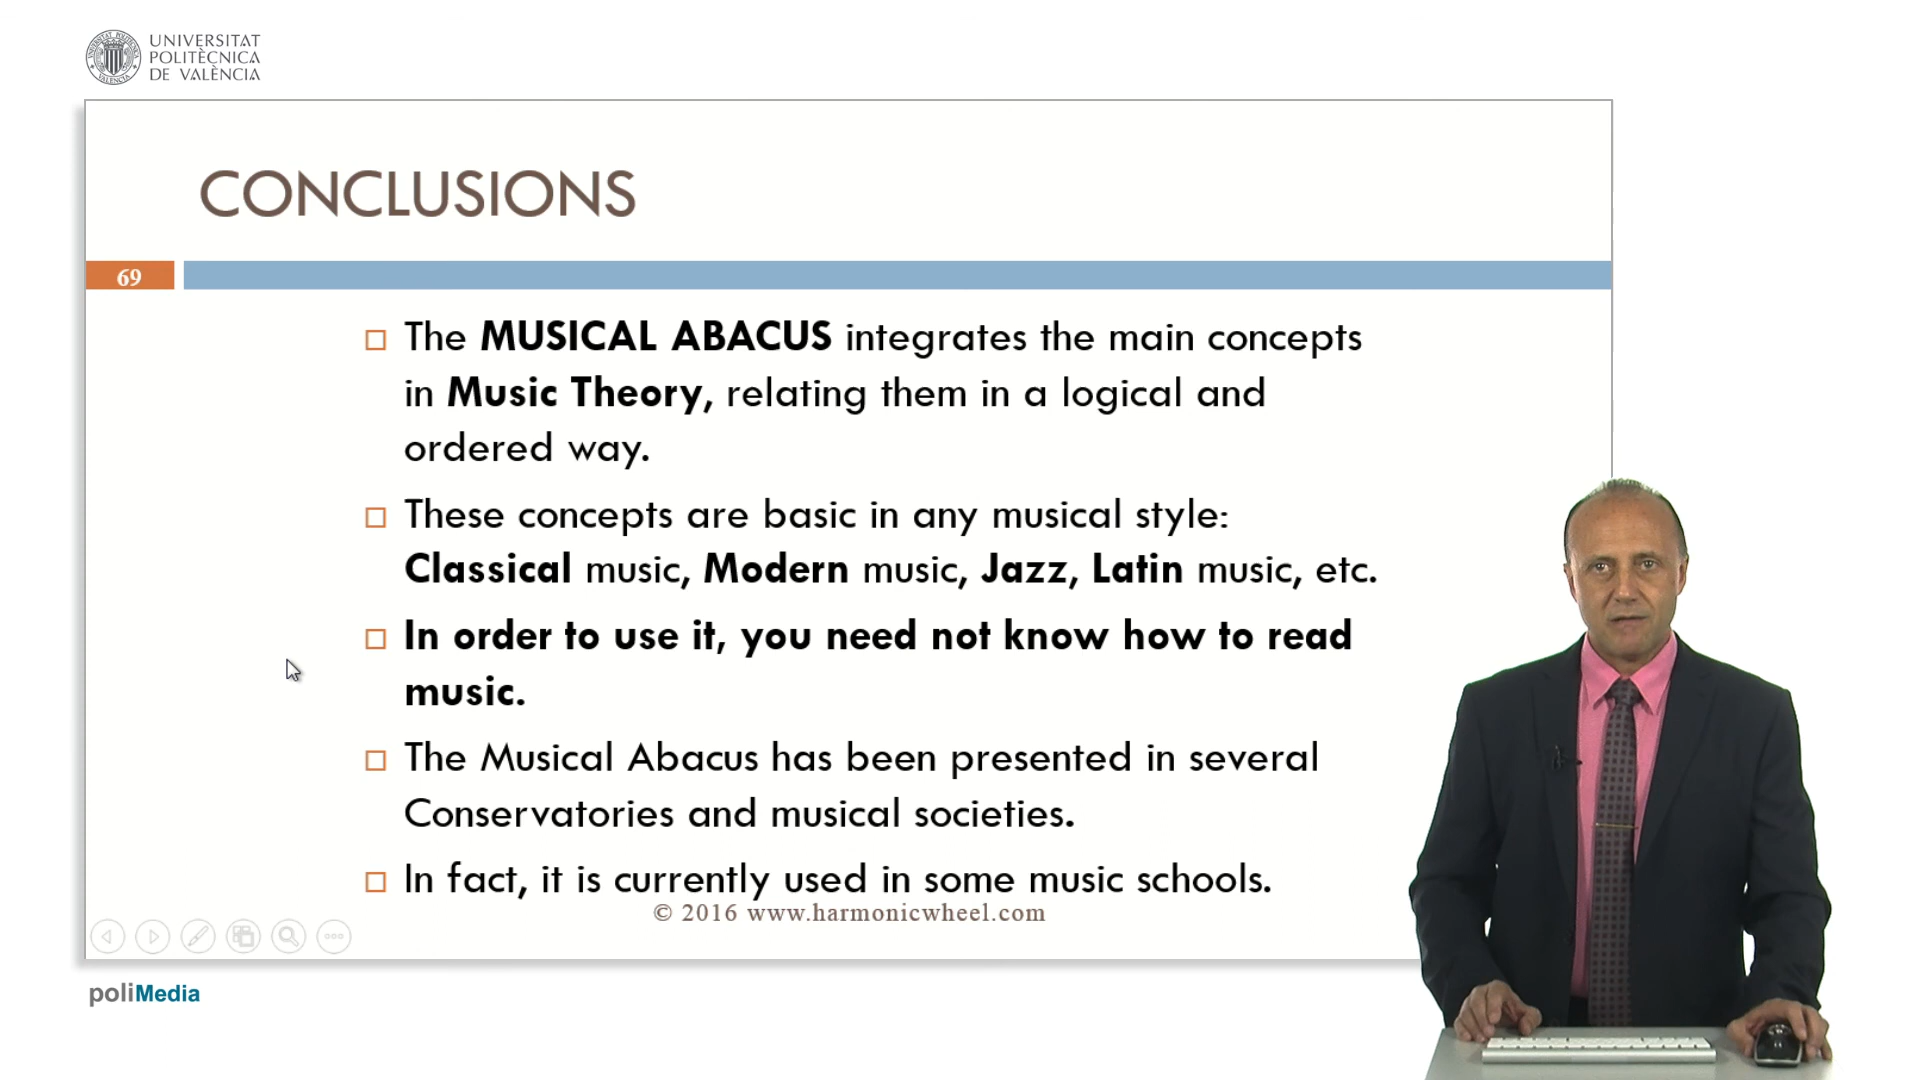 UNIVERSITAT
POLITÈCNICA
DE VALÈNCIA
CONCLUSIONS
69
The MUSICAL ABACUS integrates the main concepts
in Music Theory, relating them in a logical and
ordered way.
These concepts are basic in any musical style:
Classical music, Modern music, Jazz, Latin music, etc.
In order to use it, you need not know how to read
music.
The Musical Abacus has been presented in several
Conservatories and musical societies.
In fact, it is currently used in some music schools.
© 2016 www.harmonicwheel.com
poliMedia